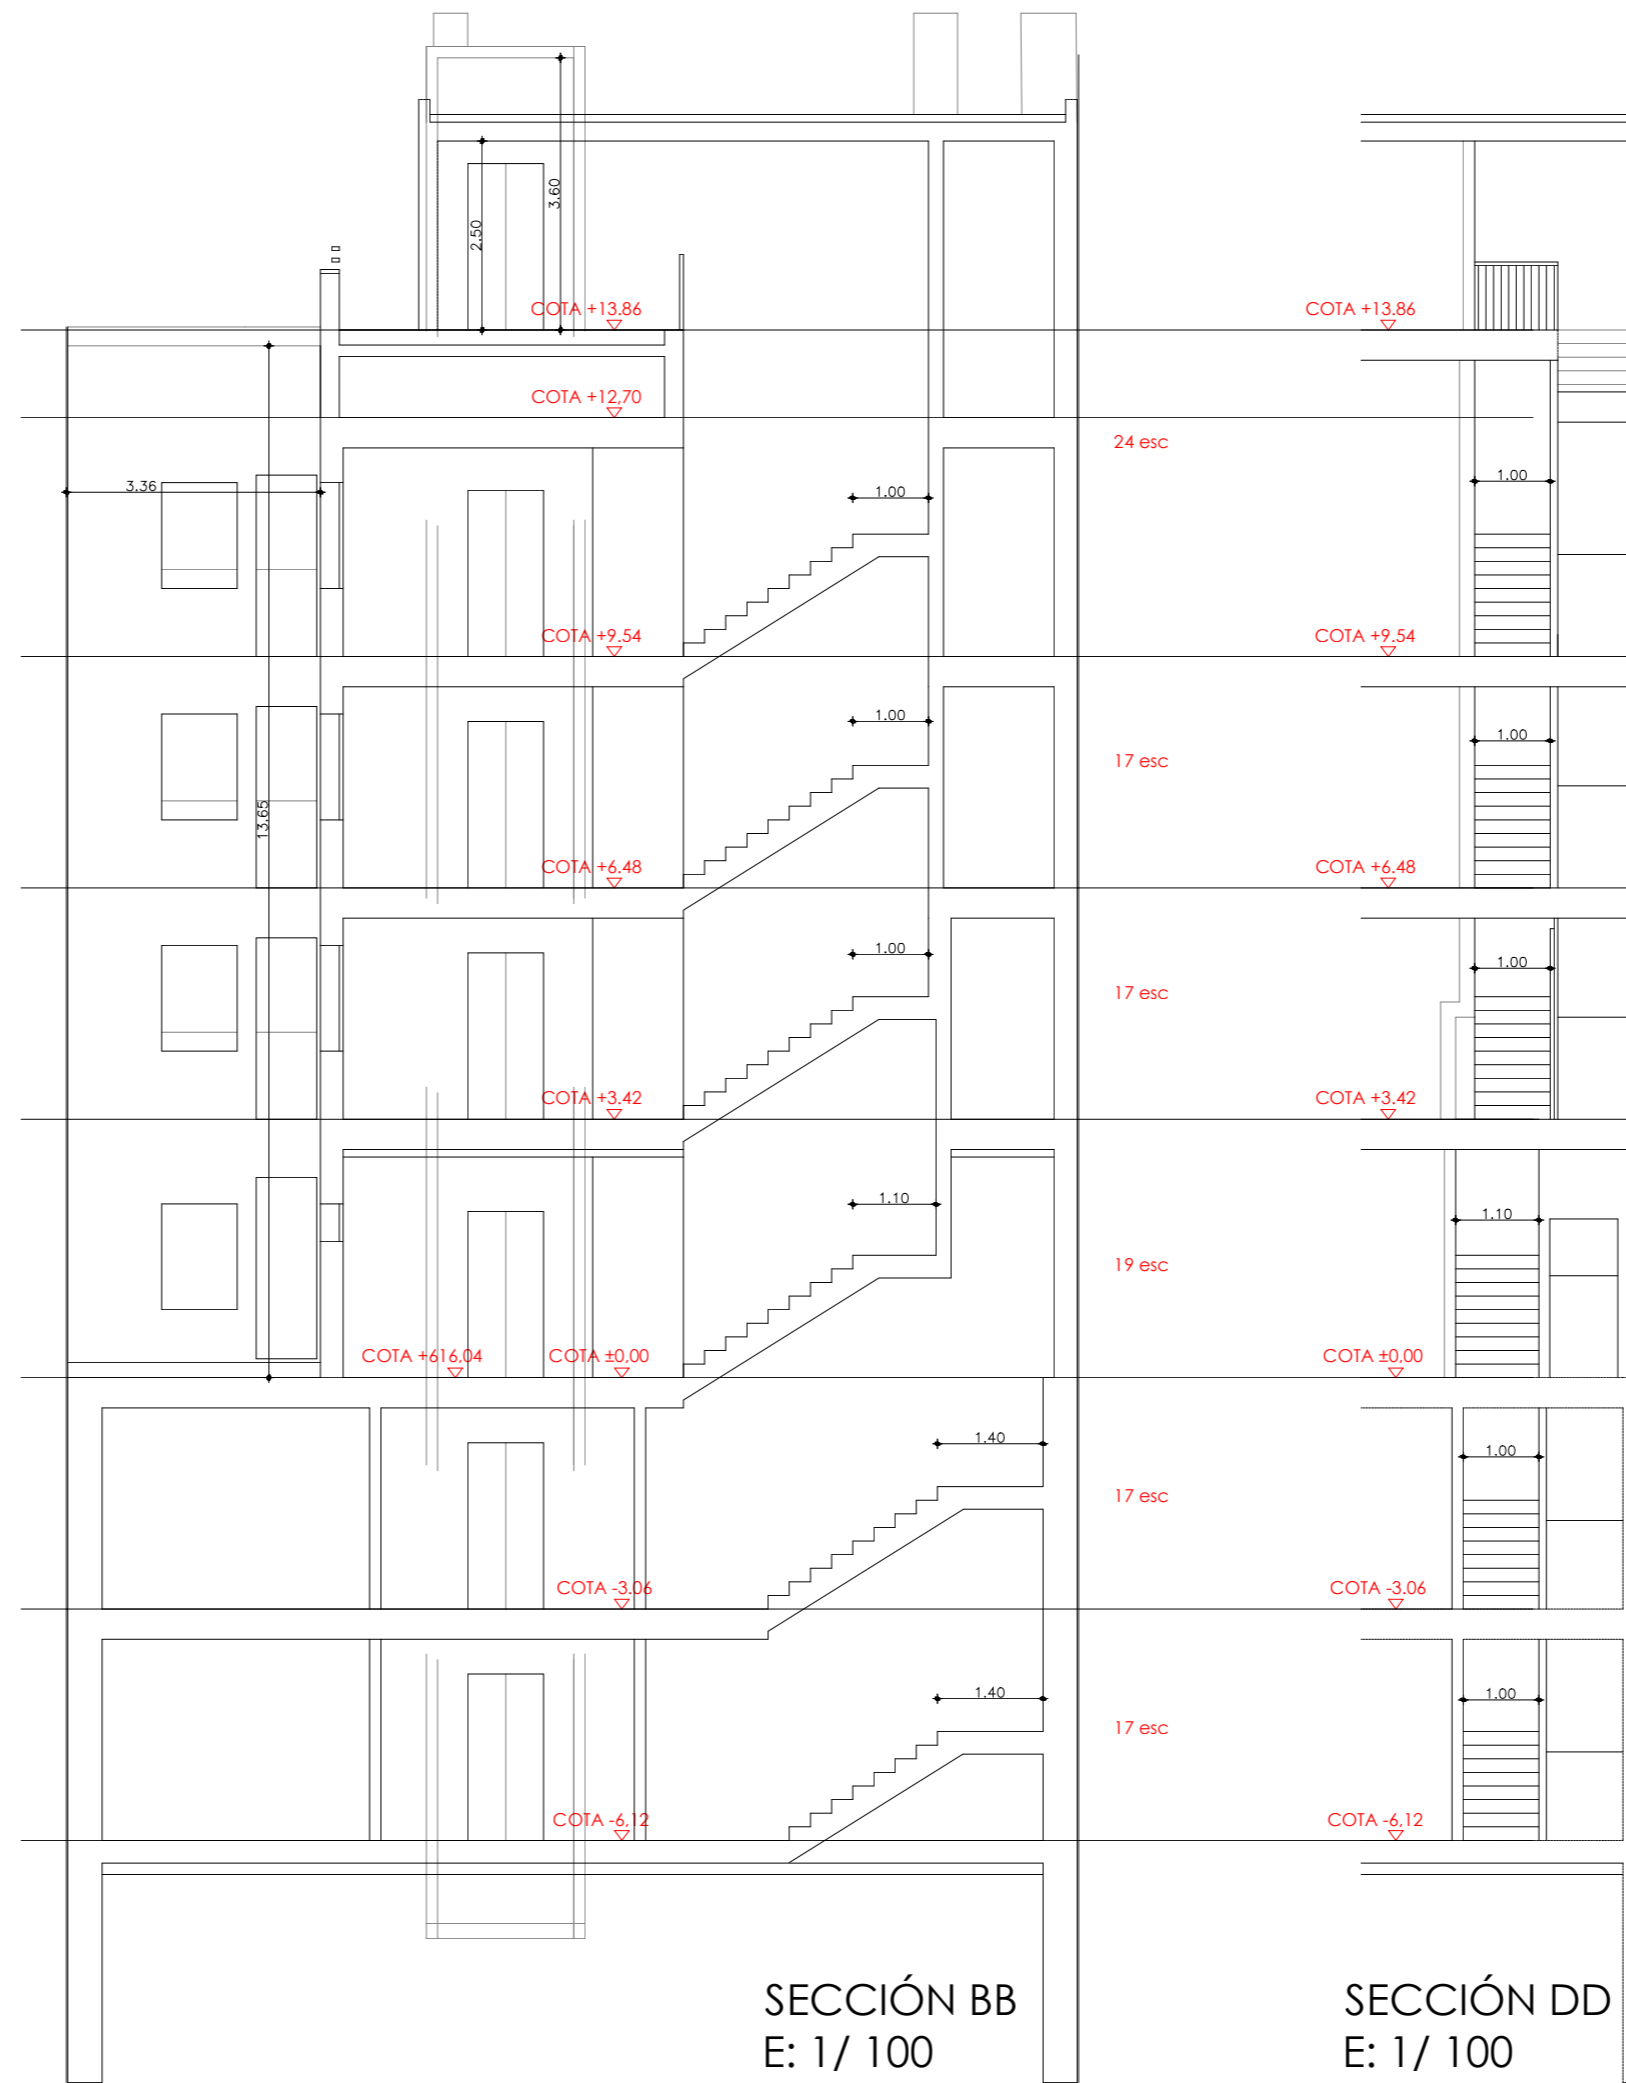 3.60
2.50
COTA +13.86
COTA +13.86
COTA +12,70
24 esc
1.00
3.36
1.00
COTA +9.54
COTA +9.54
1.00
1.00
17 esc
13.65
COTA +6.48
COTA +6.48
1.00
1.00
17 esc
COTA +3.42
COTA +3.42
1.10
1.10
19 esc
COTA +616,04
COTA ±0,00
COTA ±0,00
1.40
1.00
17 esc
COTA -3.06
COTA -3.06
1.40
1.00
17 esc
COTA -6,12
COTA -6,12
SECCIÓN BB
E: 1/ 100
SECCIÓN DD
E: 1/ 100